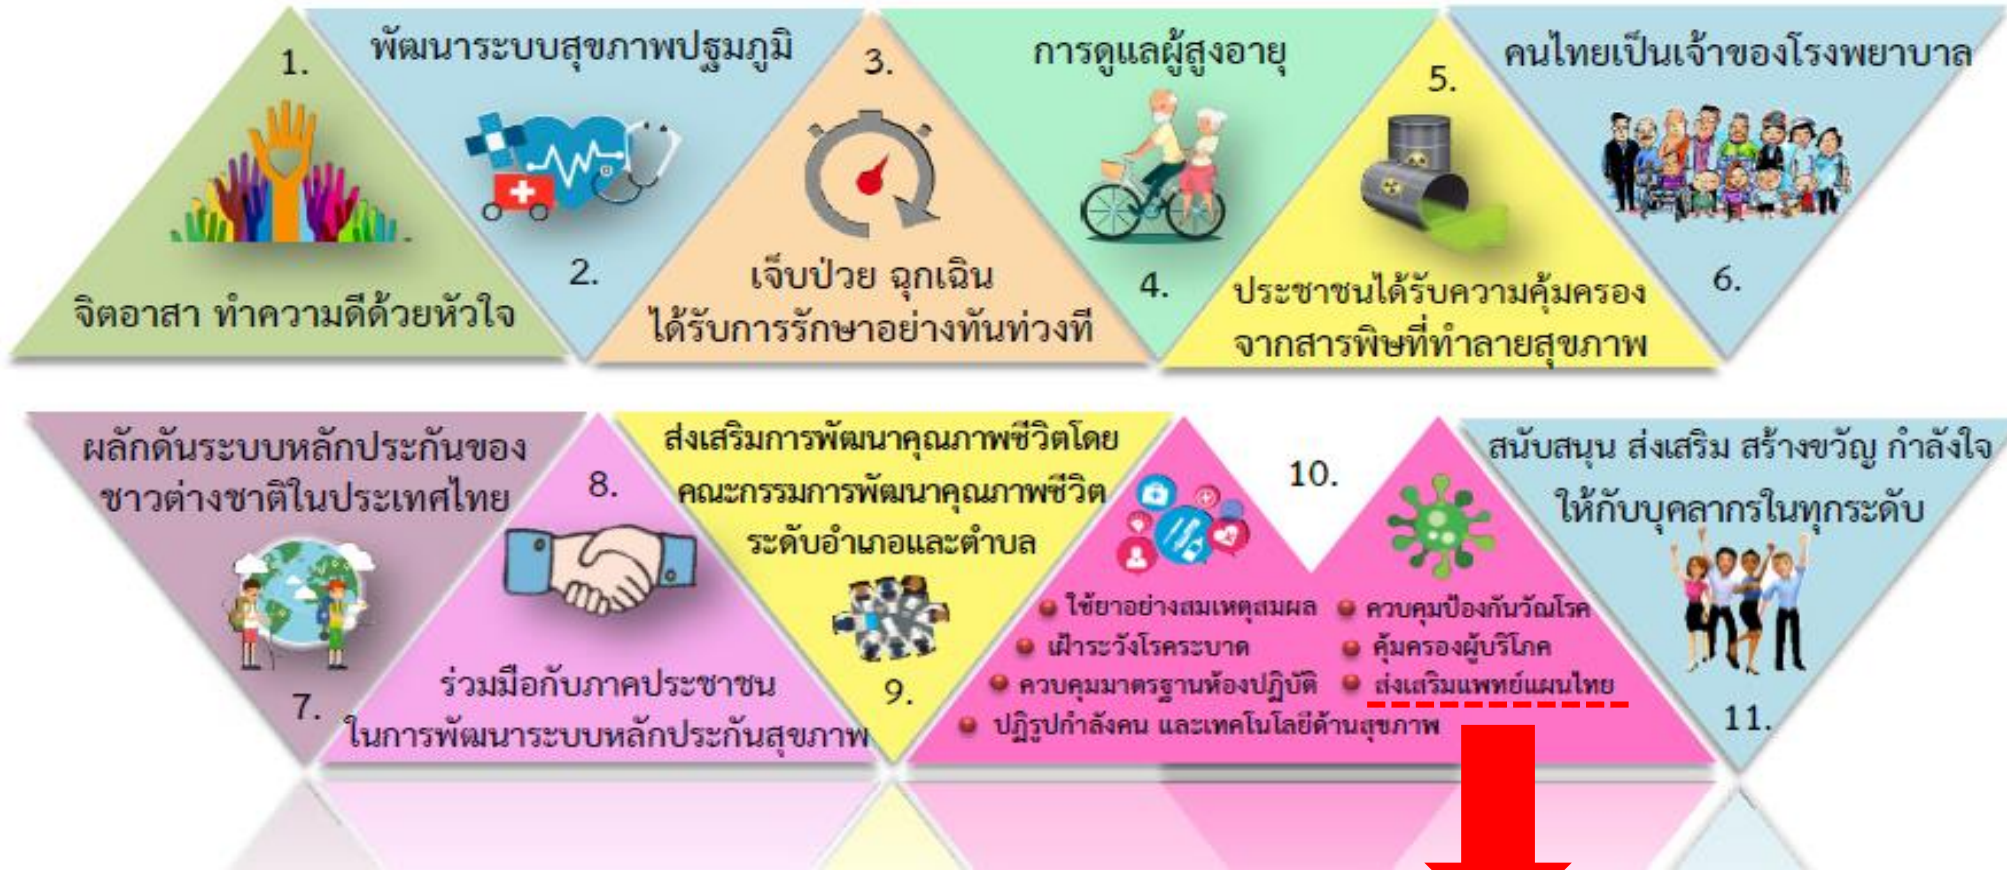 1.
จิตอาสา ทำความดีด้วยหัวใจ
พัฒนาระบบสุขภาพปฐมภูมิ
2.
3.
เจ็บป่วย ฉุกเฉิน
ได้รับการรักษาอย่างทันท่วงที
การดูแลผู้สูงอายุ
4.
5.
ประชาชนได้รับความคุ้มครอง
จากสารพิษที่ทำลายสุขภาพ
คนไทยเป็นเจ้าของโรงพยาบาล
6.
ผลักดันระบบหลักประกันของ
ชาวต่างชาติในประเทศไทย
7.
8.
ร่วมมือกับภาคประชาชน
ในการพัฒนาระบบหลักประกันสุขภาพ
ส่งเสริมการพัฒนาคุณภาพชีวิตโดย
คณะกรรมการพัฒนาคุณภาพชีวิต
ระดับอำเภอและตำบล
9.
10.
ใช้ยาอย่างสมเหตุสมผล
เฝ้าระวังโรคระบาด
ควบคุมมาตรฐานห้องปฏิบัติ
ปฏิรูปกำลังคน และเทคโนโลยีด้านสุขภาพ
ควบคุมป้องกันวัณโรค
คุ้มครองผู้บริโภค
ส่งเสริมแพทย์แผนไทย
สนับสนุน ส่งเสริม สร้างขวัญ กำลังใจ
ให้กับบุคลากรในทุกระดับ
11.